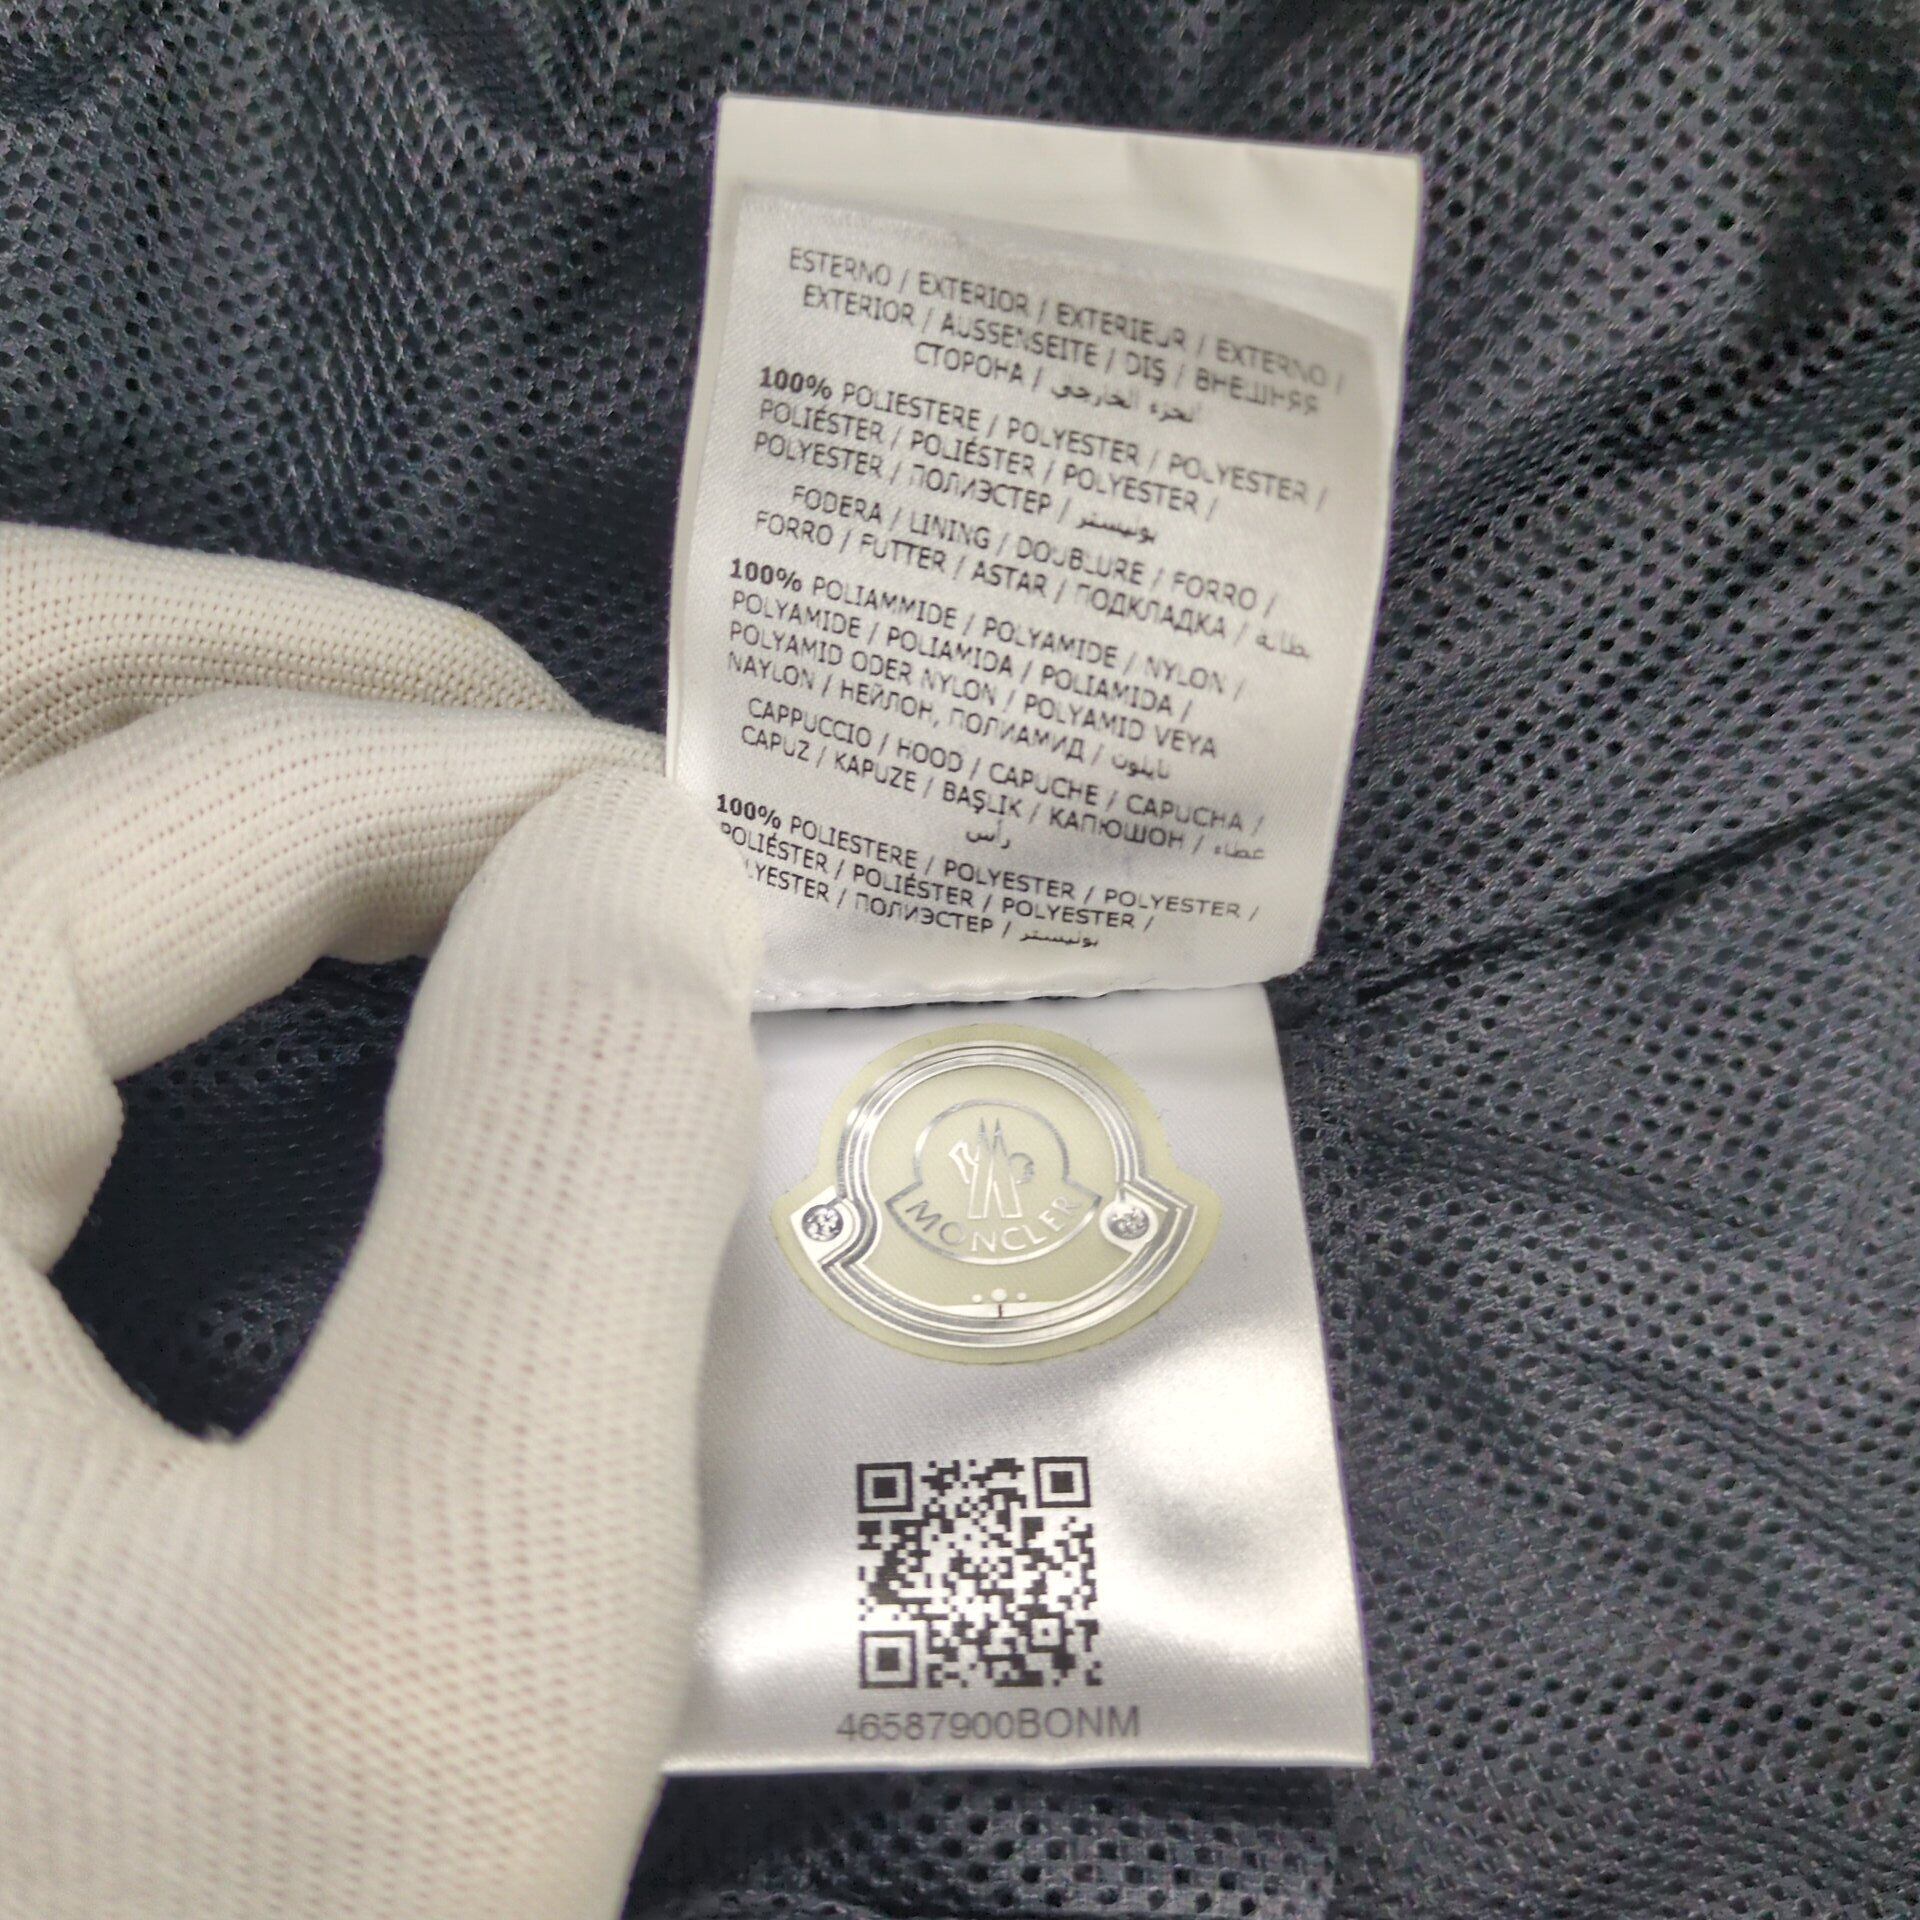 ESTERNO / EXTERIOR / EXTERIEUR / EXTERNO /
EXTERIOR / AUSSENSEITE / DIŞ / ВНЕШНЯЯ
СТОРОНА / الجزء الخارجي
100% POLIESTERE / POLYESTER / POLYESTER /
POLIÉSTER / POLIÉSTER / POLYESTER /
POLYESTER / ПОЛИЭСТЕР / بوليستر
FODERA / LINING / DOUBLURE / FORRO /
FORRO / FUTTER / ASTAR / ПОДКЛАДКА / بطانة
100% POLIAMMIDE / POLYAMIDE / NYLON /
POLYAMIDE / POLIAMIDA / POLIAMIDA /
POLYAMID ODER NYLON / POLYAMID VEYA
NAYLON / НЕЙЛОН, ПОЛИАМИД / نايلون
CAPPUCCIO / HOOD / CAPUCHE / CAPUCHA /
CAPUZ / KAPUZE / BAŞLIK / КАПЮШОН / غطاء
رأس
100% POLIESTERE / POLYESTER / POLYESTER /
POLIÉSTER / POLIÉSTER / POLYESTER /
LYESTER / ПОЛИЭСТЕР / بوليستر
MONCLER
46587900BONM